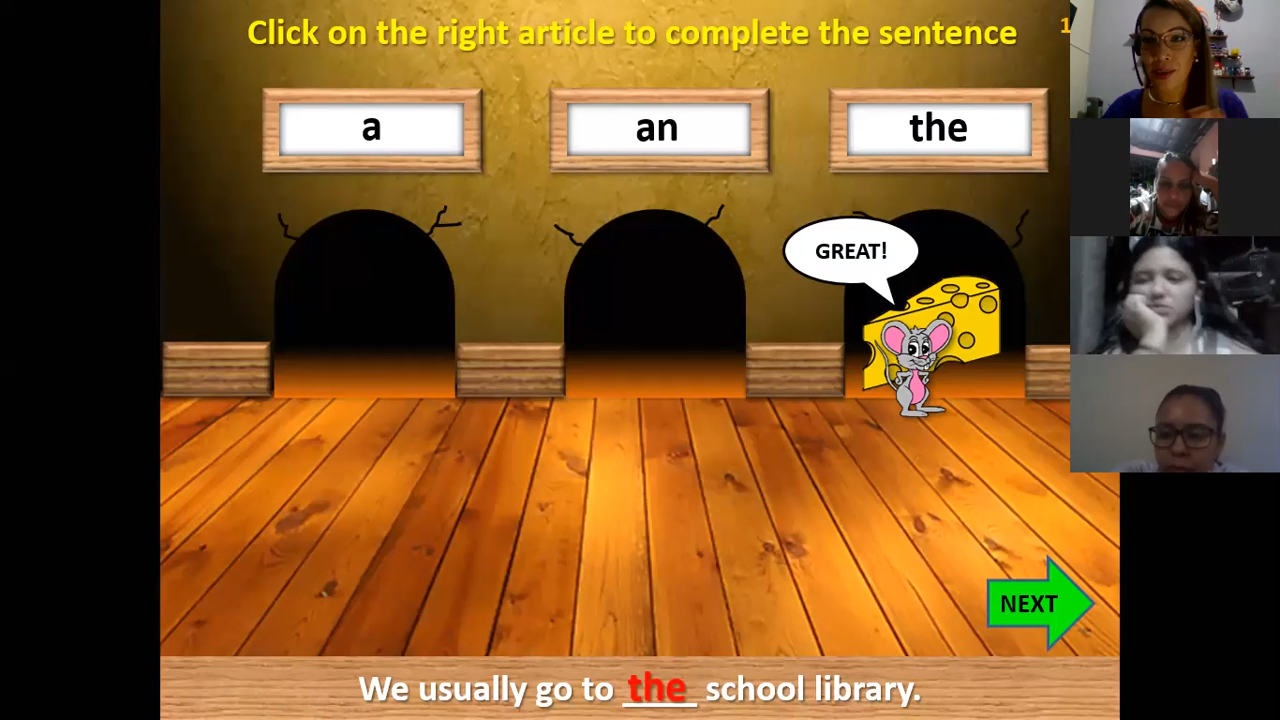 Click on the right article to complete the sentence
1
a
an
the
GREAT!
NEXT
We usually go to the school library.